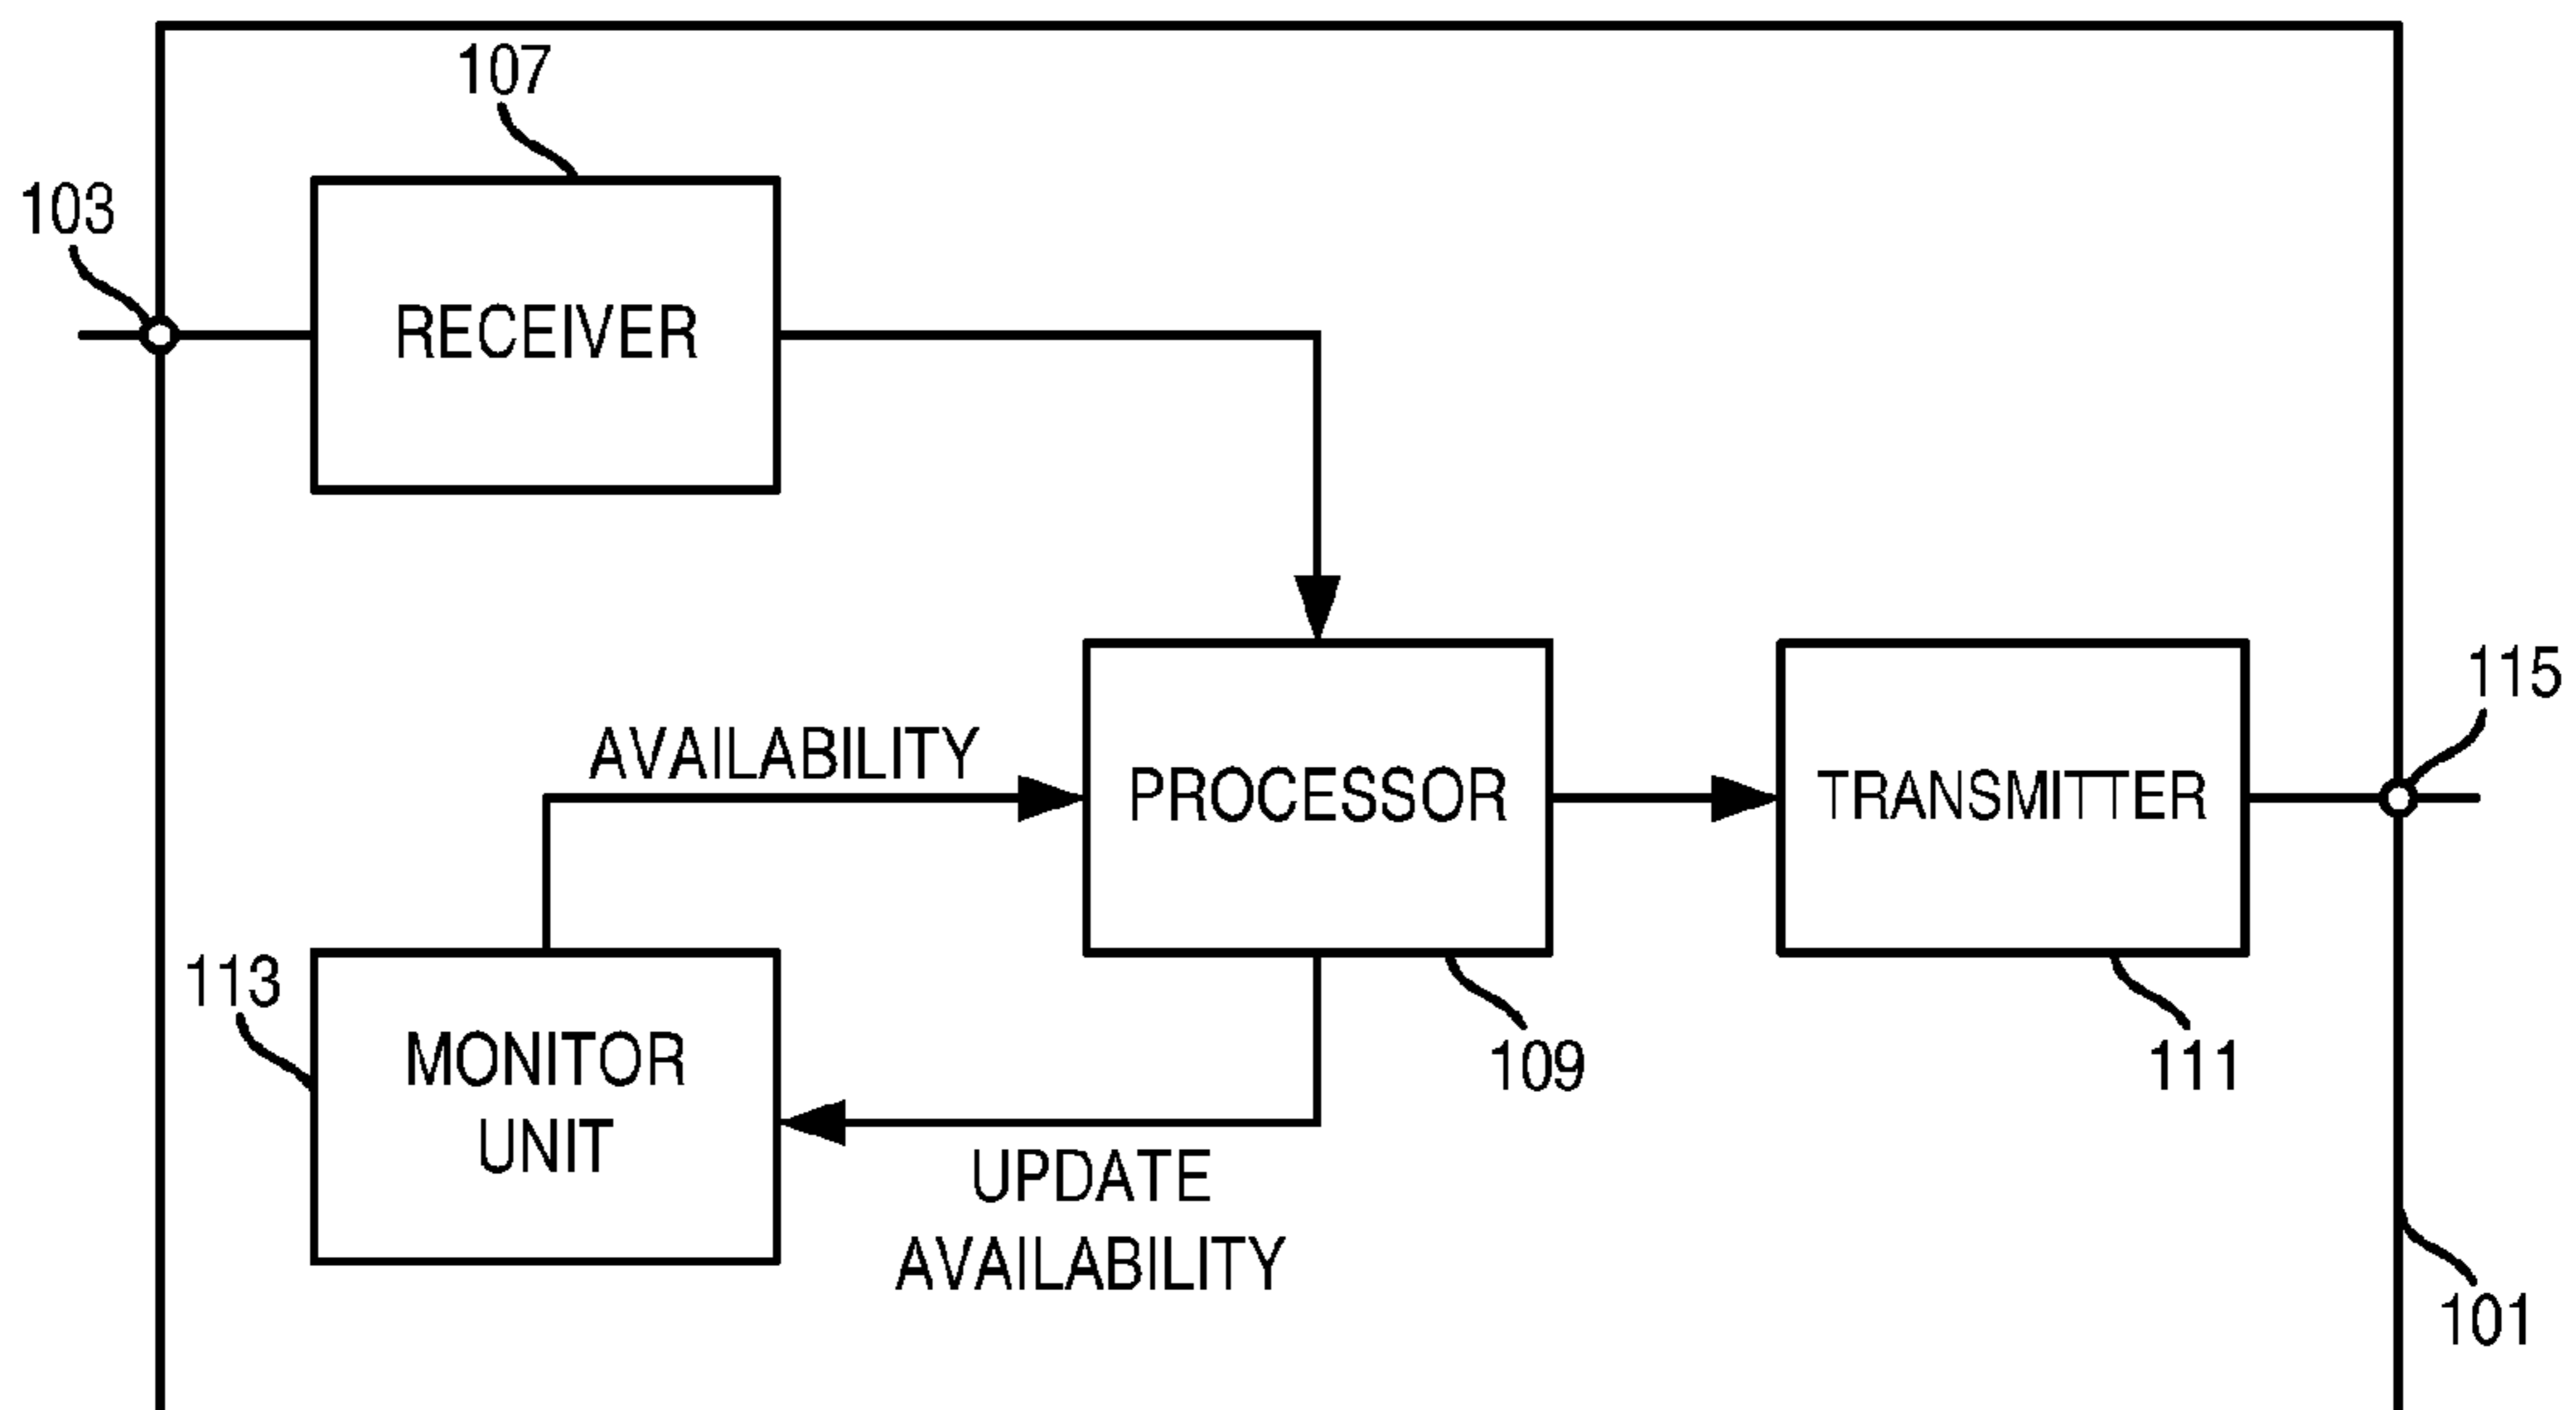 107
103
RECEIVER
115
AVAILABILITY
PROCESSOR
TRANSMITTER
113
MONITOR
UNIT
109
111
UPDATE
AVAILABILITY
101